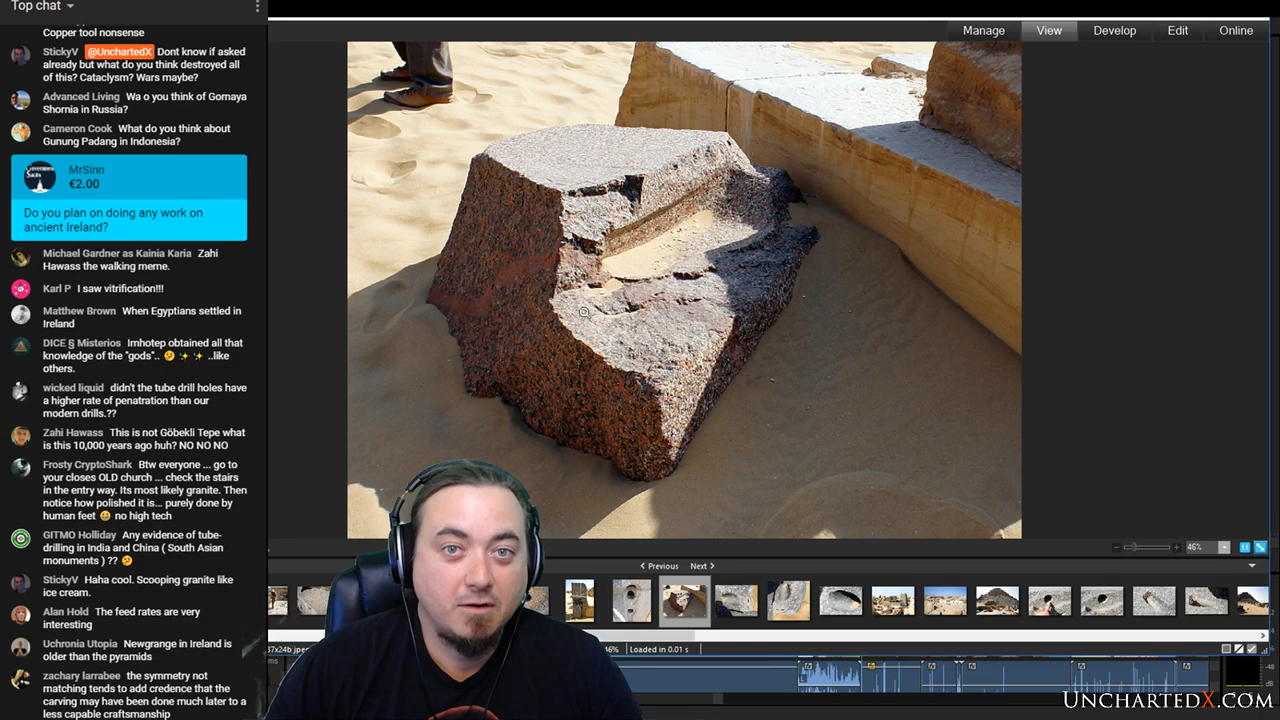 Top chat
Copper tool nonsense
StickyV @UnchartedX Dont know if asked
already but what do you think destroyed all
of this? Cataclysm? Wars maybe?
Advanced Living Wa o you think of Gornaya
Shornia in Russia?
Cameron Cook What do you think about
Gunung Padang in Indonesia?
MrSinn
€2.00
Do you plan on doing any work on
ancient Ireland?
Michael Gardner as Kainia Karia Zahi
Hawass the walking meme.
Karl P I saw vitrification!!!
Matthew Brown When Egyptians settled in
Ireland
DICE § Misterios Imhotep obtained all that
knowledge of the "gods".. 😕 ✨ ✨ ..like
others.
wicked liquid didn't the tube drill holes have
a higher rate of penatration than our
modern drills.??
Zahi Hawass This is not Göbekli Tepe what
is this 10,000 years ago huh? NO NO NO
Frosty CryptoShark Btw everyone ... go to
your closes OLD church ... check the stairs
in the entry way. Its most likely granite. Then
notice how polished it is... purely done by
human feet 😀 no high tech
GITMO Holliday Any evidence of tube-
drilling in India and China ( South Asian
monuments ) ?? 😕
StickyV Haha cool. Scooping granite like
ice cream.
Alan Hold The feed rates are very
interesting
Uchronia Utopia Newgrange in Ireland is
older than the pyramids
zachary larrabee the symmetry not
matching tends to add credence that the
carving may have been done much later to a
less capable craftsmanship
Manage View Develop Edit Online
46%
Previous Next
Loaded in 0.01 s
UNCHARTEDX.COM